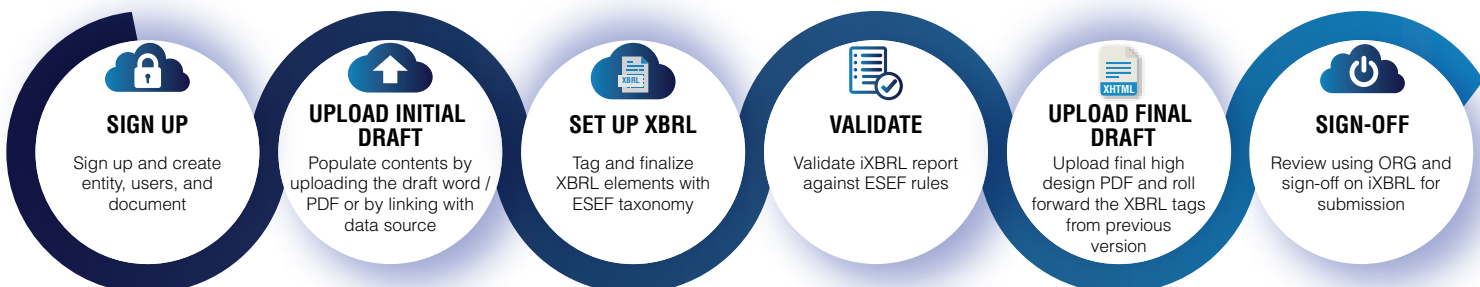 SIGN UP
Sign up and create
entity, users, and
document
UPLOAD INITIAL
DRAFT
Populate contents by
uploading the draft word /
PDF or by linking with
data source
XBRL
SET UP XBRL
Tag and finalize
XBRL elements with
ESEF taxonomy
VALIDATE
Validate iXBRL report
against ESEF rules
XHTML
UPLOAD FINAL
DRAFT
Upload final high
design PDF and roll
forward the XBRL tags
from previous
version
SIGN-OFF
Review using ORG and
sign-off on iXBRL for
submission